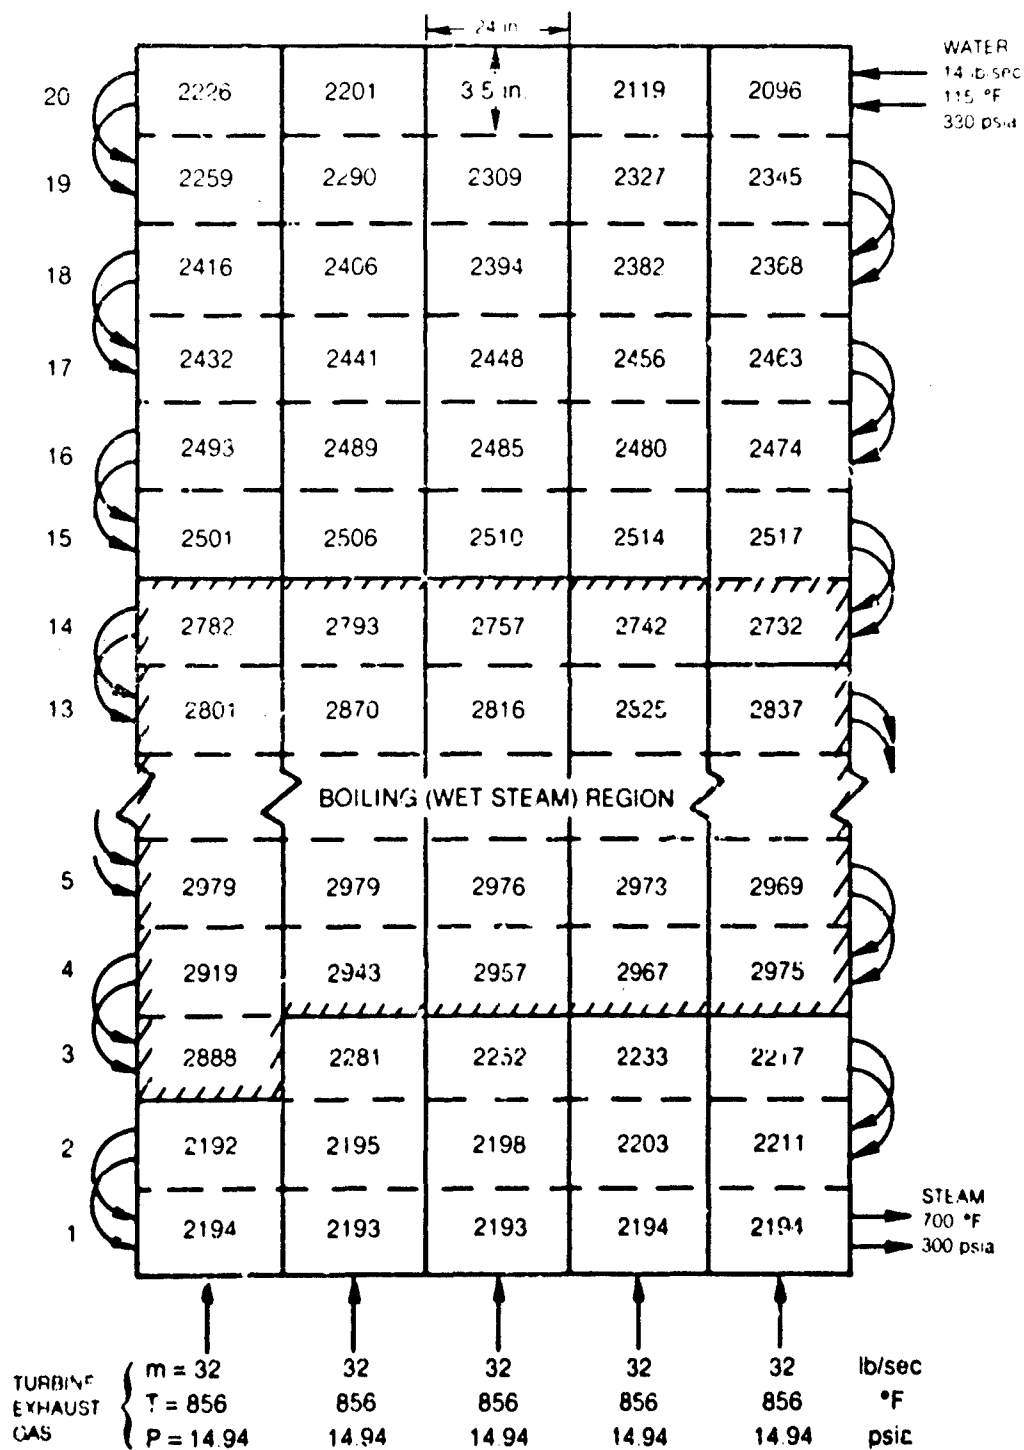 24 in
WATER
14 lb/sec
115 °F
330 psia
20 2226 2201 3.5 in. 2119 2096
19 2259 2290 2309 2327 2345
18 2416 2406 2394 2382 2368
17 2432 2441 2448 2456 2463
16 2493 2489 2485 2480 2474
15 2501 2506 2510 2514 2517
14 2782 2793 2757 2742 2732
13 2801 2870 2816 2825 2837
BOILING (WET STEAM) REGION
5 2979 2979 2976 2973 2969
4 2919 2943 2957 2967 2975
3 2888 2281 2252 2233 2217
2 2192 2195 2198 2203 2211
1 2194 2193 2193 2194 2194
STEAM
700 °F
300 psia
TURBINE
EXHAUST
GAS
m = 32 32 32 32 32 lb/sec
T = 856 856 856 856 856 °F
P = 14.94 14.94 14.94 14.94 14.94 psia